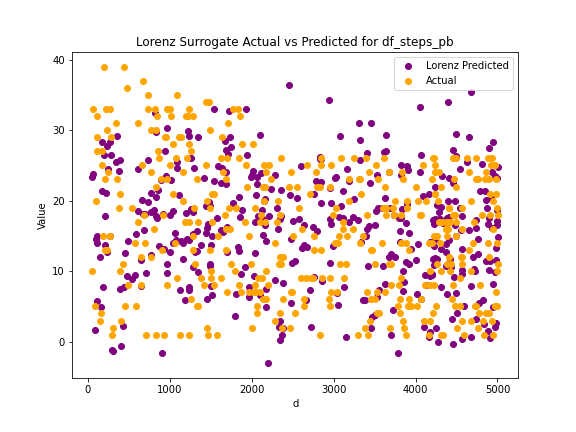 Lorenz Surrogate Actual vs Predicted for df_steps_pb
Lorenz Predicted
Actual
40
30
20
10
0
Value
0 1000 2000 3000 4000 5000
d